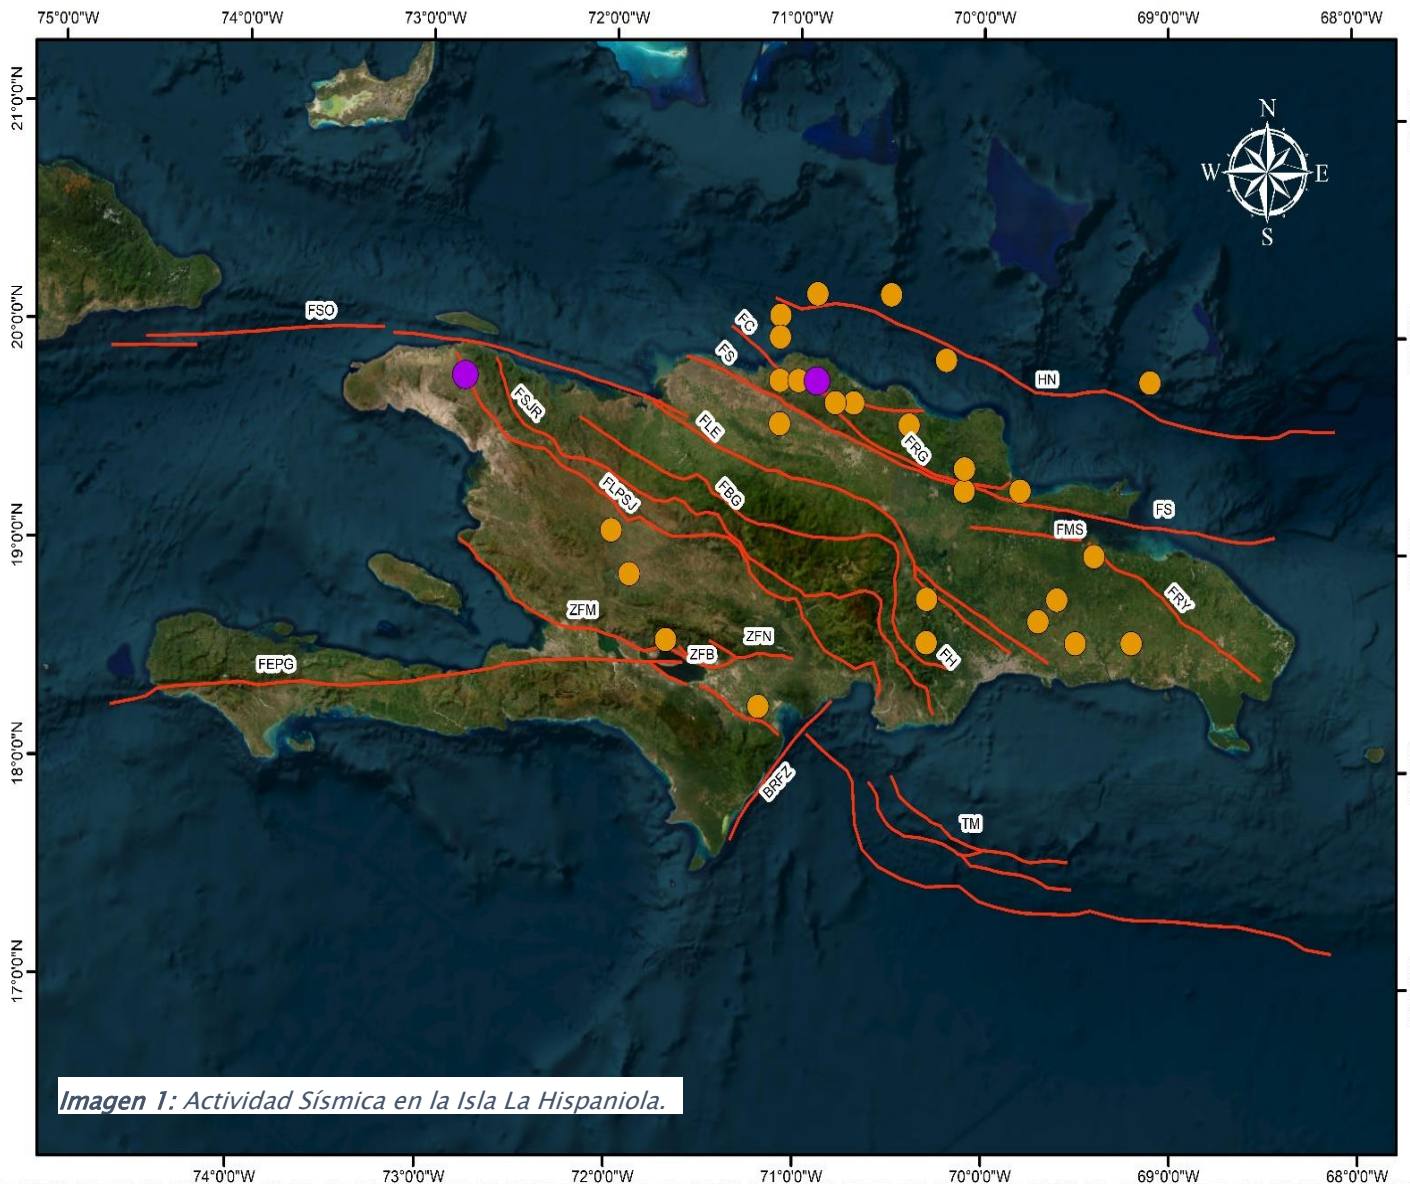 75°0'0"W 74°0'0"W 73°0'0"W 72°0'0"W 71°0'0"W 70°0'0"W 69°0'0"W 68°0'0"W
21°0'0"N
N
W E
S
20°0'0"N
FSO
FC
FS
HN
FSJR
FLE
FRG
FLPSJ
FBG
FS
19°0'0"N
FMS
FRY
ZFM
ZFN
ZFB
FH
FEPG
18°0'0"N
BRFZ
TM
17°0'0"N
Imagen 1: Actividad Sísmica en la Isla La Hispaniola.
74°0'0"W 73°0'0"W 72°0'0"W 71°0'0"W 70°0'0"W 69°0'0"W 68°0'0"W